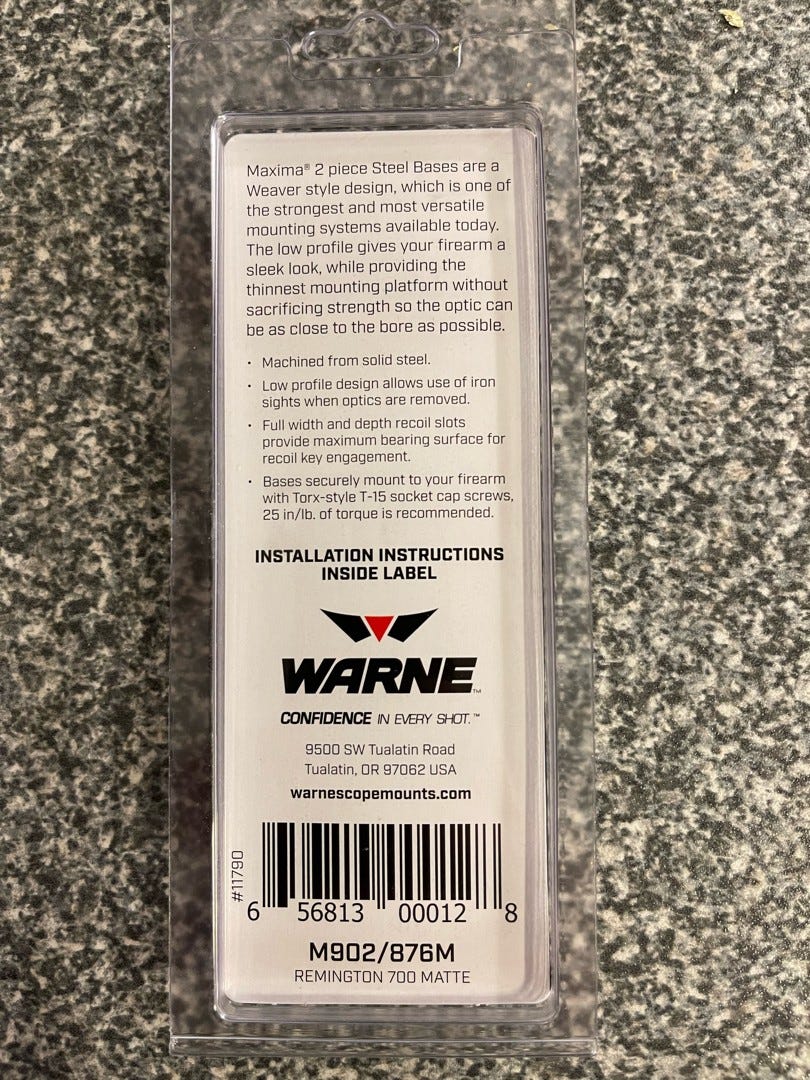 Maxima® 2 piece Steel Bases are a
Weaver style design, which is one of
the strongest and most versatile
mounting systems available today.
The low profile gives your firearm a
sleek look, while providing the
thinnest mounting platform without
sacrificing strength so the optic can
be as close to the bore as possible.
• Machined from solid steel.
• Low profile design allows use of iron
sights when optics are removed.
• Full width and depth recoil slots
provide maximum bearing surface for
recoil key engagement.
• Bases securely mount to your firearm
with Torx-style T-15 socket cap screws,
25 in/lb. of torque is recommended.
INSTALLATION INSTRUCTIONS
INSIDE LABEL
WARNE™
CONFIDENCE IN EVERY SHOT.™
9500 SW Tualatin Road
Tualatin, OR 97062 USA
warnescopemounts.com
#11790
6 56813 00012 8
M902/876M
REMINGTON 700 MATTE